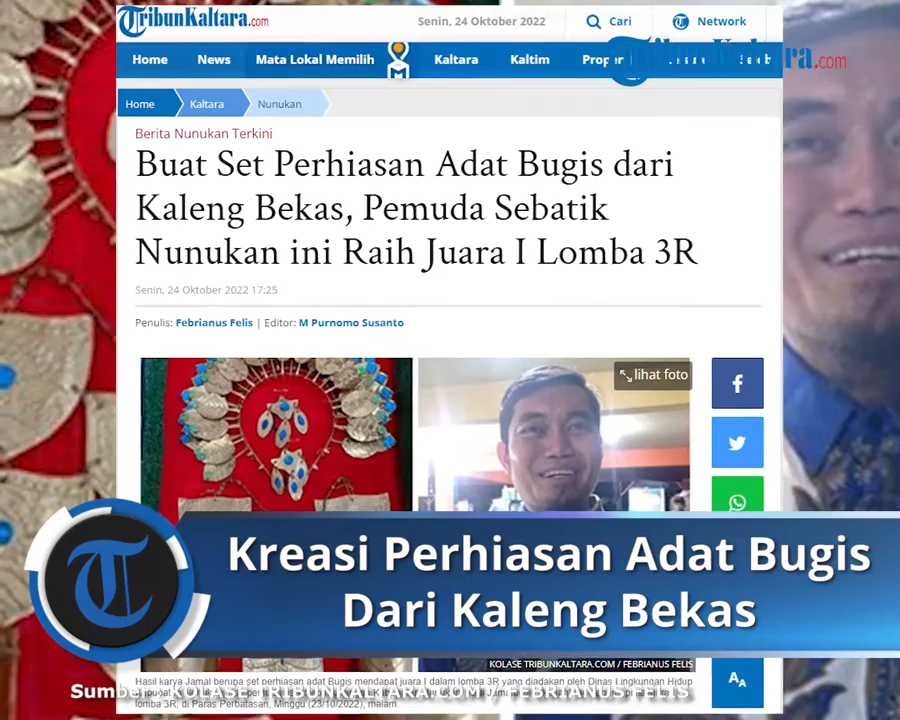 TribunKaltara.com
Senin, 24 Oktober 2022
Cari
Network
Home
News
Mata Lokal Memilih
Kaltara
Kaltim
Proper
TribunKaltara.com
Home
Kaltara
Nunukan
Berita Nunukan Terkini
Buat Set Perhiasan Adat Bugis dari
Kaleng Bekas, Pemuda Sebatik
Nunukan ini Raih Juara I Lomba 3R
Senin, 24 Oktober 2022 17:25
Penulis: Febrianus Felis | Editor: M Purnomo Susanto
lihat foto
Kreasi Perhiasan Adat Bugis
Dari Kaleng Bekas
KOLASE TRIBUNKALTARA.COM / FEBRIANUS FELIS
Hasil karya Jamal berupa set perhiasan adat Bugis mendapat juara I dalam lomba 3R yang diadakan oleh Dinas Lingkungan Hidup
Sumber: KOLASE TRIBUNKALTARA.COM / FEBRIANUS FELIS
lomba 3R, di Paras Perbatasan, Minggu (23/10/2022), malam.
AA